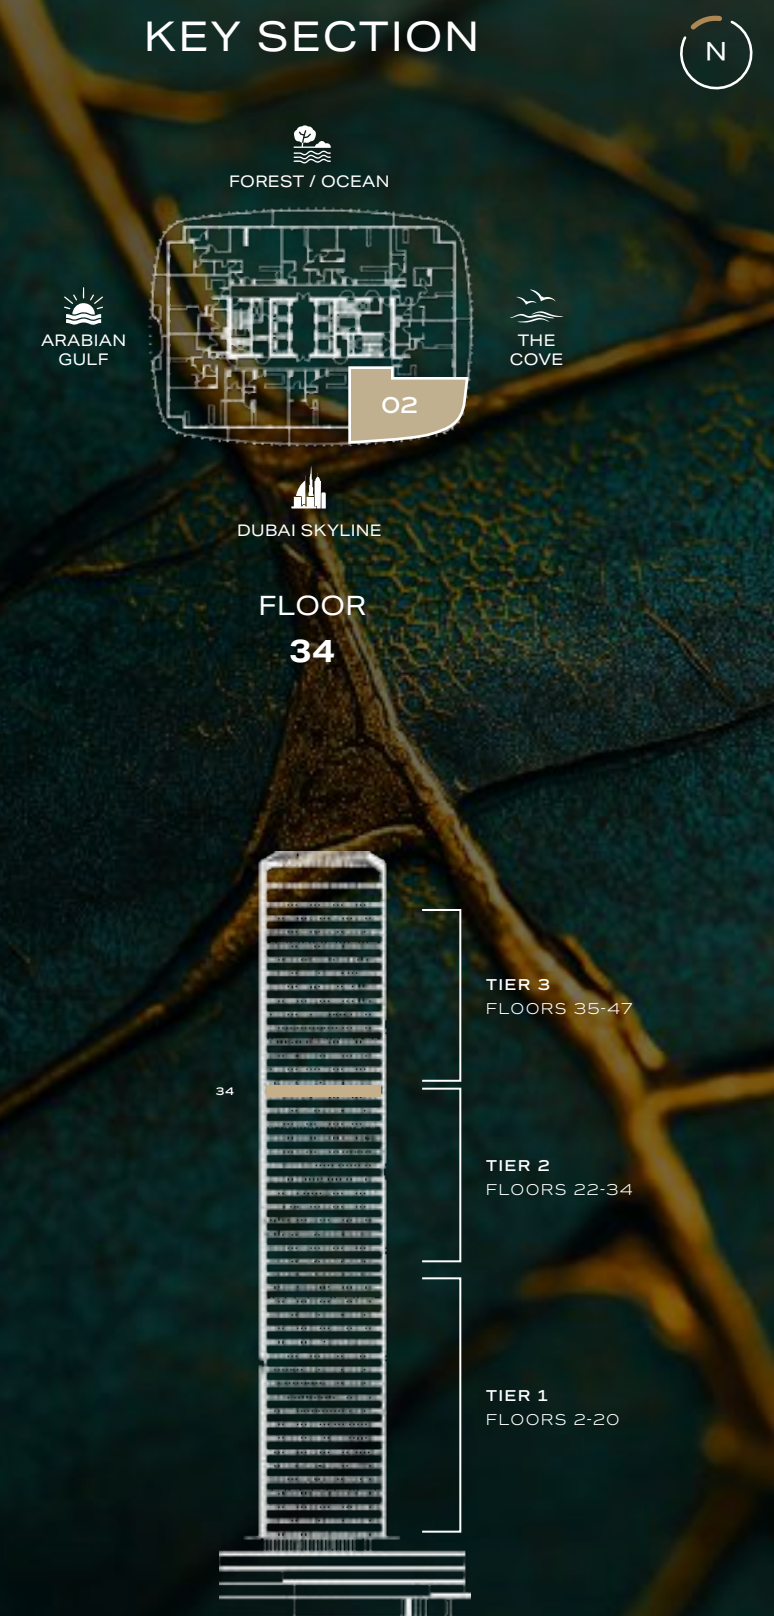 KEY SECTION
N
FOREST / OCEAN
ARABIAN
GULF
THE
COVE
02
DUBAI SKYLINE
FLOOR
34
TIER 3
FLOORS 35-47
34
TIER 2
FLOORS 22-34
TIER 1
FLOORS 2-20